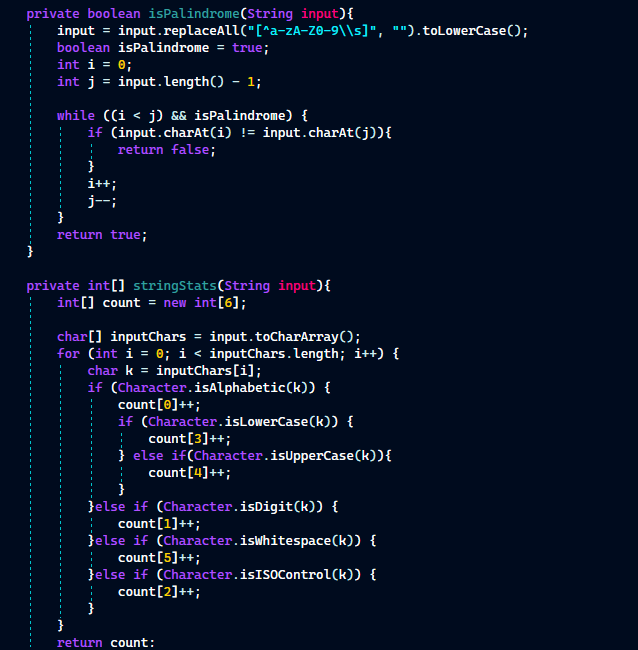 private boolean isPalindrome(String input){
    input = input.replaceAll("[^a-zA-Z0-9\\s]", "").toLowerCase();
    boolean isPalindrome = true;
    int i = 0;
    int j = input.length() - 1;

    while ((i < j) && isPalindrome) {
        if (input.charAt(i) != input.charAt(j)){
            return false;
        }
        i++;
        j--;
    }
    return true;
}

private int[] stringStats(String input){
    int[] count = new int[6];

    char[] inputChars = input.toCharArray();
    for (int i = 0; i < inputChars.length; i++) {
        char k = inputChars[i];
        if (Character.isAlphabetic(k)) {
            count[0]++;
            if (Character.isLowerCase(k)) {
                count[3]++;
            } else if(Character.isUpperCase(k)){
                count[4]++;
            }
        }else if (Character.isDigit(k)) {
            count[1]++;
        }else if (Character.isWhitespace(k)) {
            count[5]++;
        }else if (Character.isISOControl(k)) {
            count[2]++;
        }
    }
    return count;